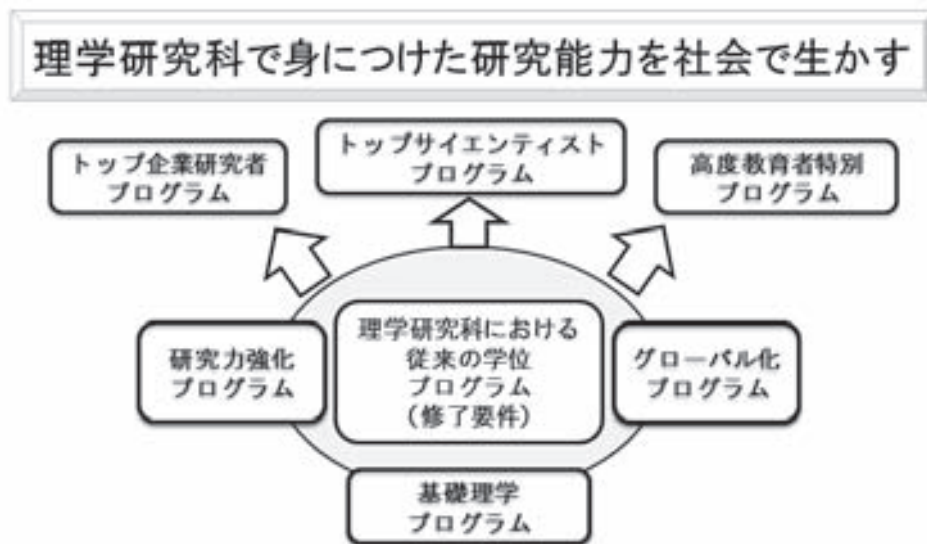 理学研究科で身につけた研究能力を社会で生かす
トップ企業研究者
プログラム
トップサイエンティスト
プログラム
高度教育者特別
プログラム
研究力強化
プログラム
理学研究科における
従来の学位
プログラム
（修了要件）
グローバル化
プログラム
基礎理学
プログラム